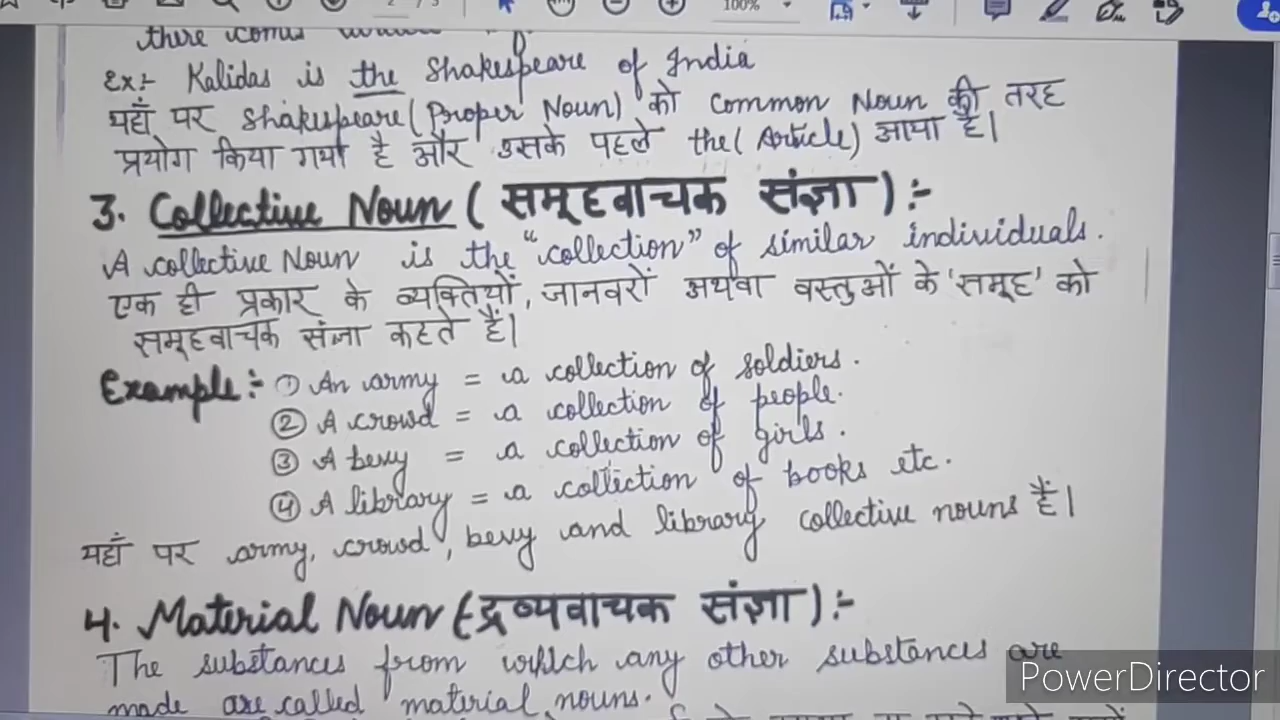 100%
there comes
Ex:- Kalidas is the Shakespeare of India
यहाँ पर Shakespeare (Proper Noun) को Common Noun की तरह
प्रयोग किया गया है और उसके पहले the (Article) आया है।
3. Collective Noun ( समूहवाचक संज्ञा ) :-
A collective Noun is the "collection" of similar individuals.
एक ही प्रकार के व्यक्तियों, जानवरों अथवा वस्तुओं के 'समूह' को
समूहवाचक संज्ञा कहते हैं।
Example:- ① An army = a collection of soldiers.
② A crowd = a collection of people.
③ A bevy = a collection of girls.
④ A library = a collection of books etc.
यहाँ पर army, crowd, bevy and library collective nouns हैं।
4. Material Noun (द्रव्यवाचक संज्ञा ) :-
The substances from which any other substances are
made are called material nouns.
PowerDirector